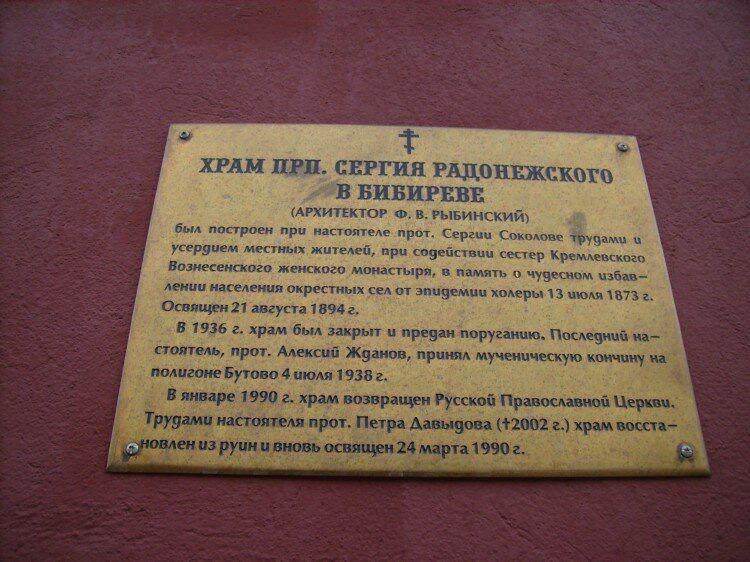 ХРАМ ПРП. СЕРГИЯ РАДОНЕЖСКОГО
В БИБИРЕВЕ
(АРХИТЕКТОР Ф. В. РЫБИНСКИЙ)
был построен при настоятеле прот. Сергии Соколове трудами и
усердием местных жителей, при содействии сестер Кремлевского
Вознесенского женского монастыря, в память о чудесном избав-
лении населения окрестных сел от эпидемии холеры 13 июля 1873 г.
Освящен 21 августа 1894 г.
В 1936 г. храм был закрыт и предан поруганию. Последний на-
стоятель, прот. Алексий Жданов, принял мученическую кончину на
полигоне Бутово 4 июля 1938 г.
В январе 1990 г. храм возвращен Русской Православной Церкви.
Трудами настоятеля прот. Петра Давыдова (†2002 г.) храм восста-
новлен из руин и вновь освящен 24 марта 1990 г.